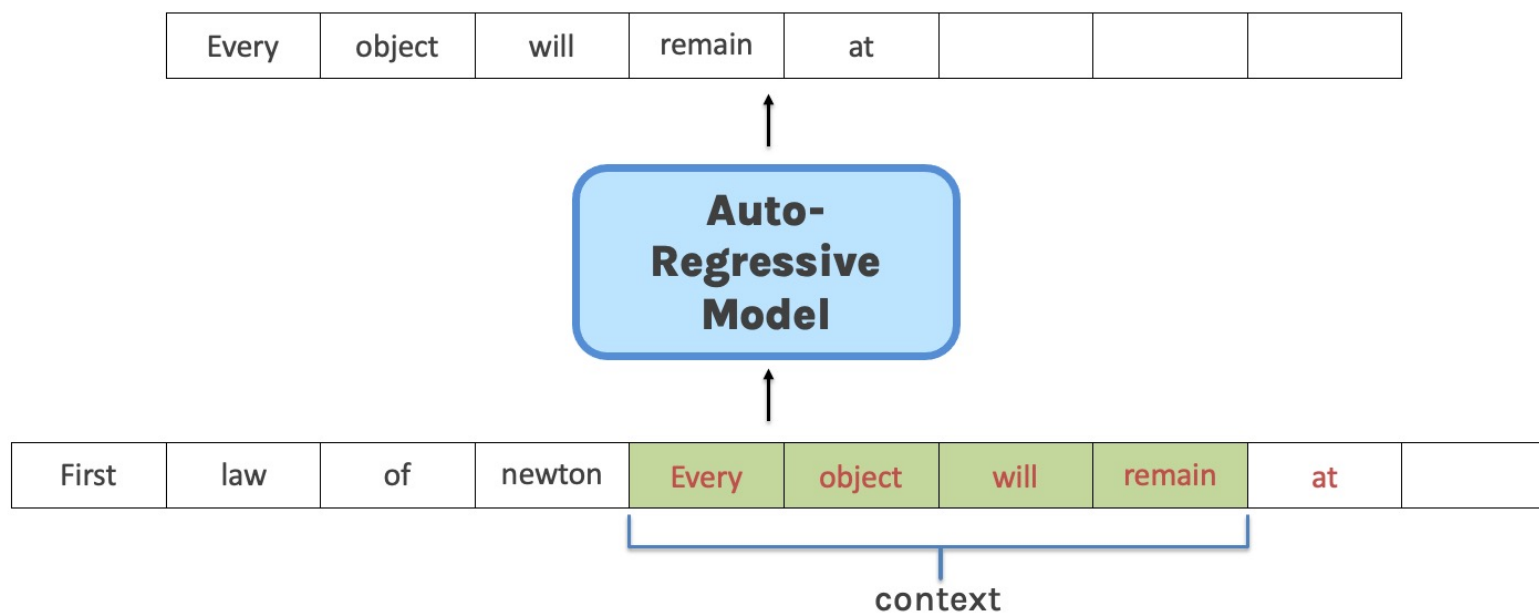 Every object will remain at
Auto-
Regressive
Model
First law of newton Every object will remain at
context